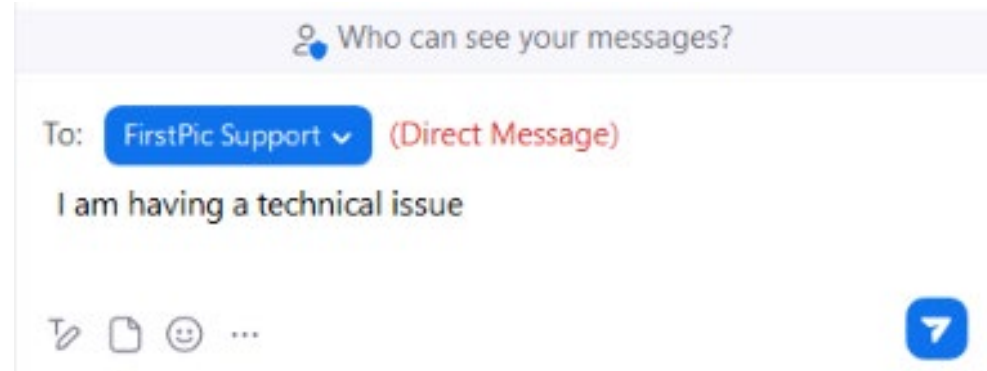 Who can see your messages?
To: FirstPic Support (Direct Message)
I am having a technical issue